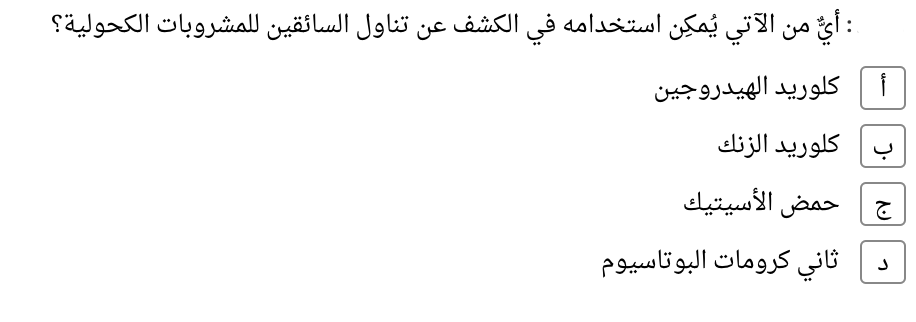 : أيٌّ من الآتي يُمكِن استخدامه في الكشف عن تناول السائقين للمشروبات الكحولية؟
أ كلوريد الهيدروجين
ب كلوريد الزنك
ج حمض الأسيتيك
د ثاني كرومات البوتاسيوم